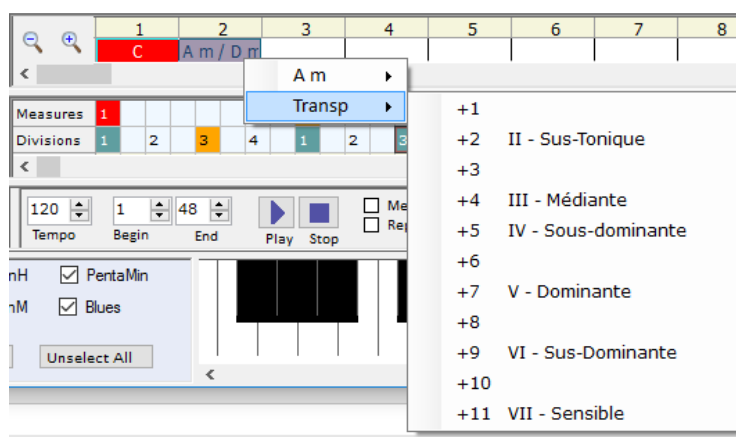 1 2 3 4 5 6 7 8
C A m / D m
A m
Transp
Measures 1
Divisions 1 2 3 4 1 2 3
+1
+2 II - Sus-Tonique
+3
+4 III - Médiante
+5 IV - Sous-dominante
+6
+7 V - Dominante
+8
+9 VI - Sus-Dominante
+10
+11 VII - Sensible
120 1 48
Tempo Begin End Play Stop
PentaMin
Blues
Unselect All